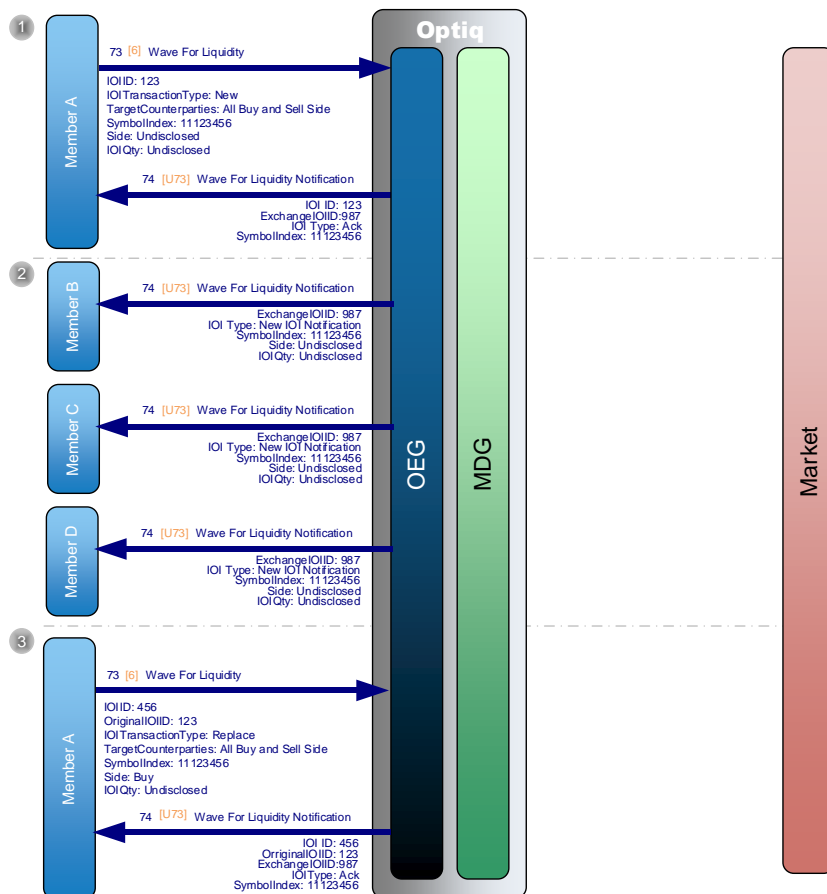 1
Optiq
Member A
73 [6] Wave For Liquidity
IOIID: 123
IOITransactionType: New
TargetCounterparties: All Buy and Sell Side
SymbolIndex: 11123456
Side: Undisclosed
IOIQty: Undisclosed
74 [U73] Wave For Liquidity Notification
IOI ID: 123
ExchangeIOIID:987
IOI Type: Ack
SymbolIndex: 11123456
2
Member B
74 [U73] Wave For Liquidity Notification
ExchangeIOIID: 987
IOI Type: New IOI Notification
SymbolIndex: 11123456
Side: Undisclosed
IOIQty: Undisclosed
Member C
74 [U73] Wave For Liquidity Notification
ExchangeIOIID: 987
IOI Type: New IOI Notification
SymbolIndex: 11123456
Side: Undisclosed
IOIQty: Undisclosed
OEG
MDG
Market
Member D
74 [U73] Wave For Liquidity Notification
ExchangeIOIID: 987
IOI Type: New IOI Notification
SymbolIndex: 11123456
Side: Undisclosed
IOIQty: Undisclosed
3
Member A
73 [6] Wave For Liquidity
IOIID: 456
OriginalIOIID: 123
IOITransactionType: Replace
TargetCounterparties: All Buy and Sell Side
SymbolIndex: 11123456
Side: Buy
IOIQty: Undisclosed
74 [U73] Wave For Liquidity Notification
IOI ID: 456
OrriginalIOIID: 123
ExchangeIOIID:987
IOIType: Ack
SymbolIndex: 11123456